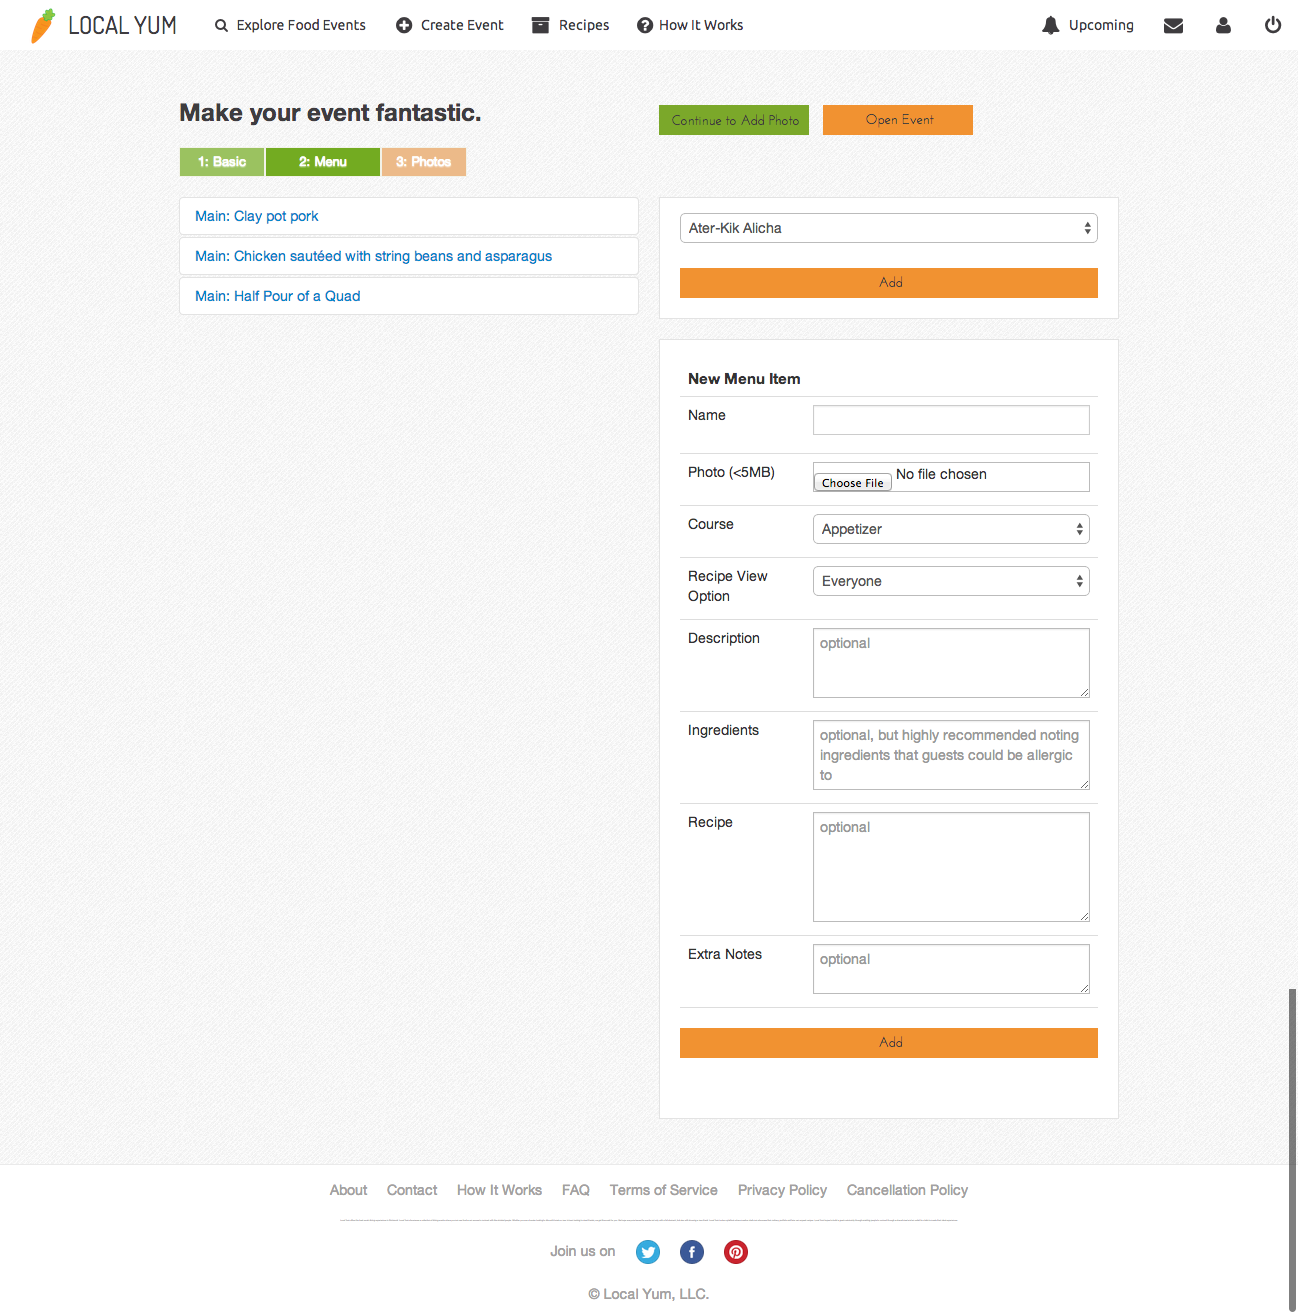 LOCAL YUM
Explore Food Events
Create Event
Recipes
How It Works
Upcoming
Make your event fantastic.
Continue to Add Photo
Open Event
1: Basic
2: Menu
3: Photos
Main: Clay pot pork
Main: Chicken sautéed with string beans and asparagus
Main: Half Pour of a Quad
Ater-Kik Alicha
Add
New Menu Item
Name
Photo (<5MB)
Choose File No file chosen
Course
Appetizer
Recipe View
Option
Everyone
Description
optional
Ingredients
optional, but highly recommended noting
ingredients that guests could be allergic
to
Recipe
optional
Extra Notes
optional
Add
About
Contact
How It Works
FAQ
Terms of Service
Privacy Policy
Cancellation Policy
Join us on
© Local Yum, LLC.